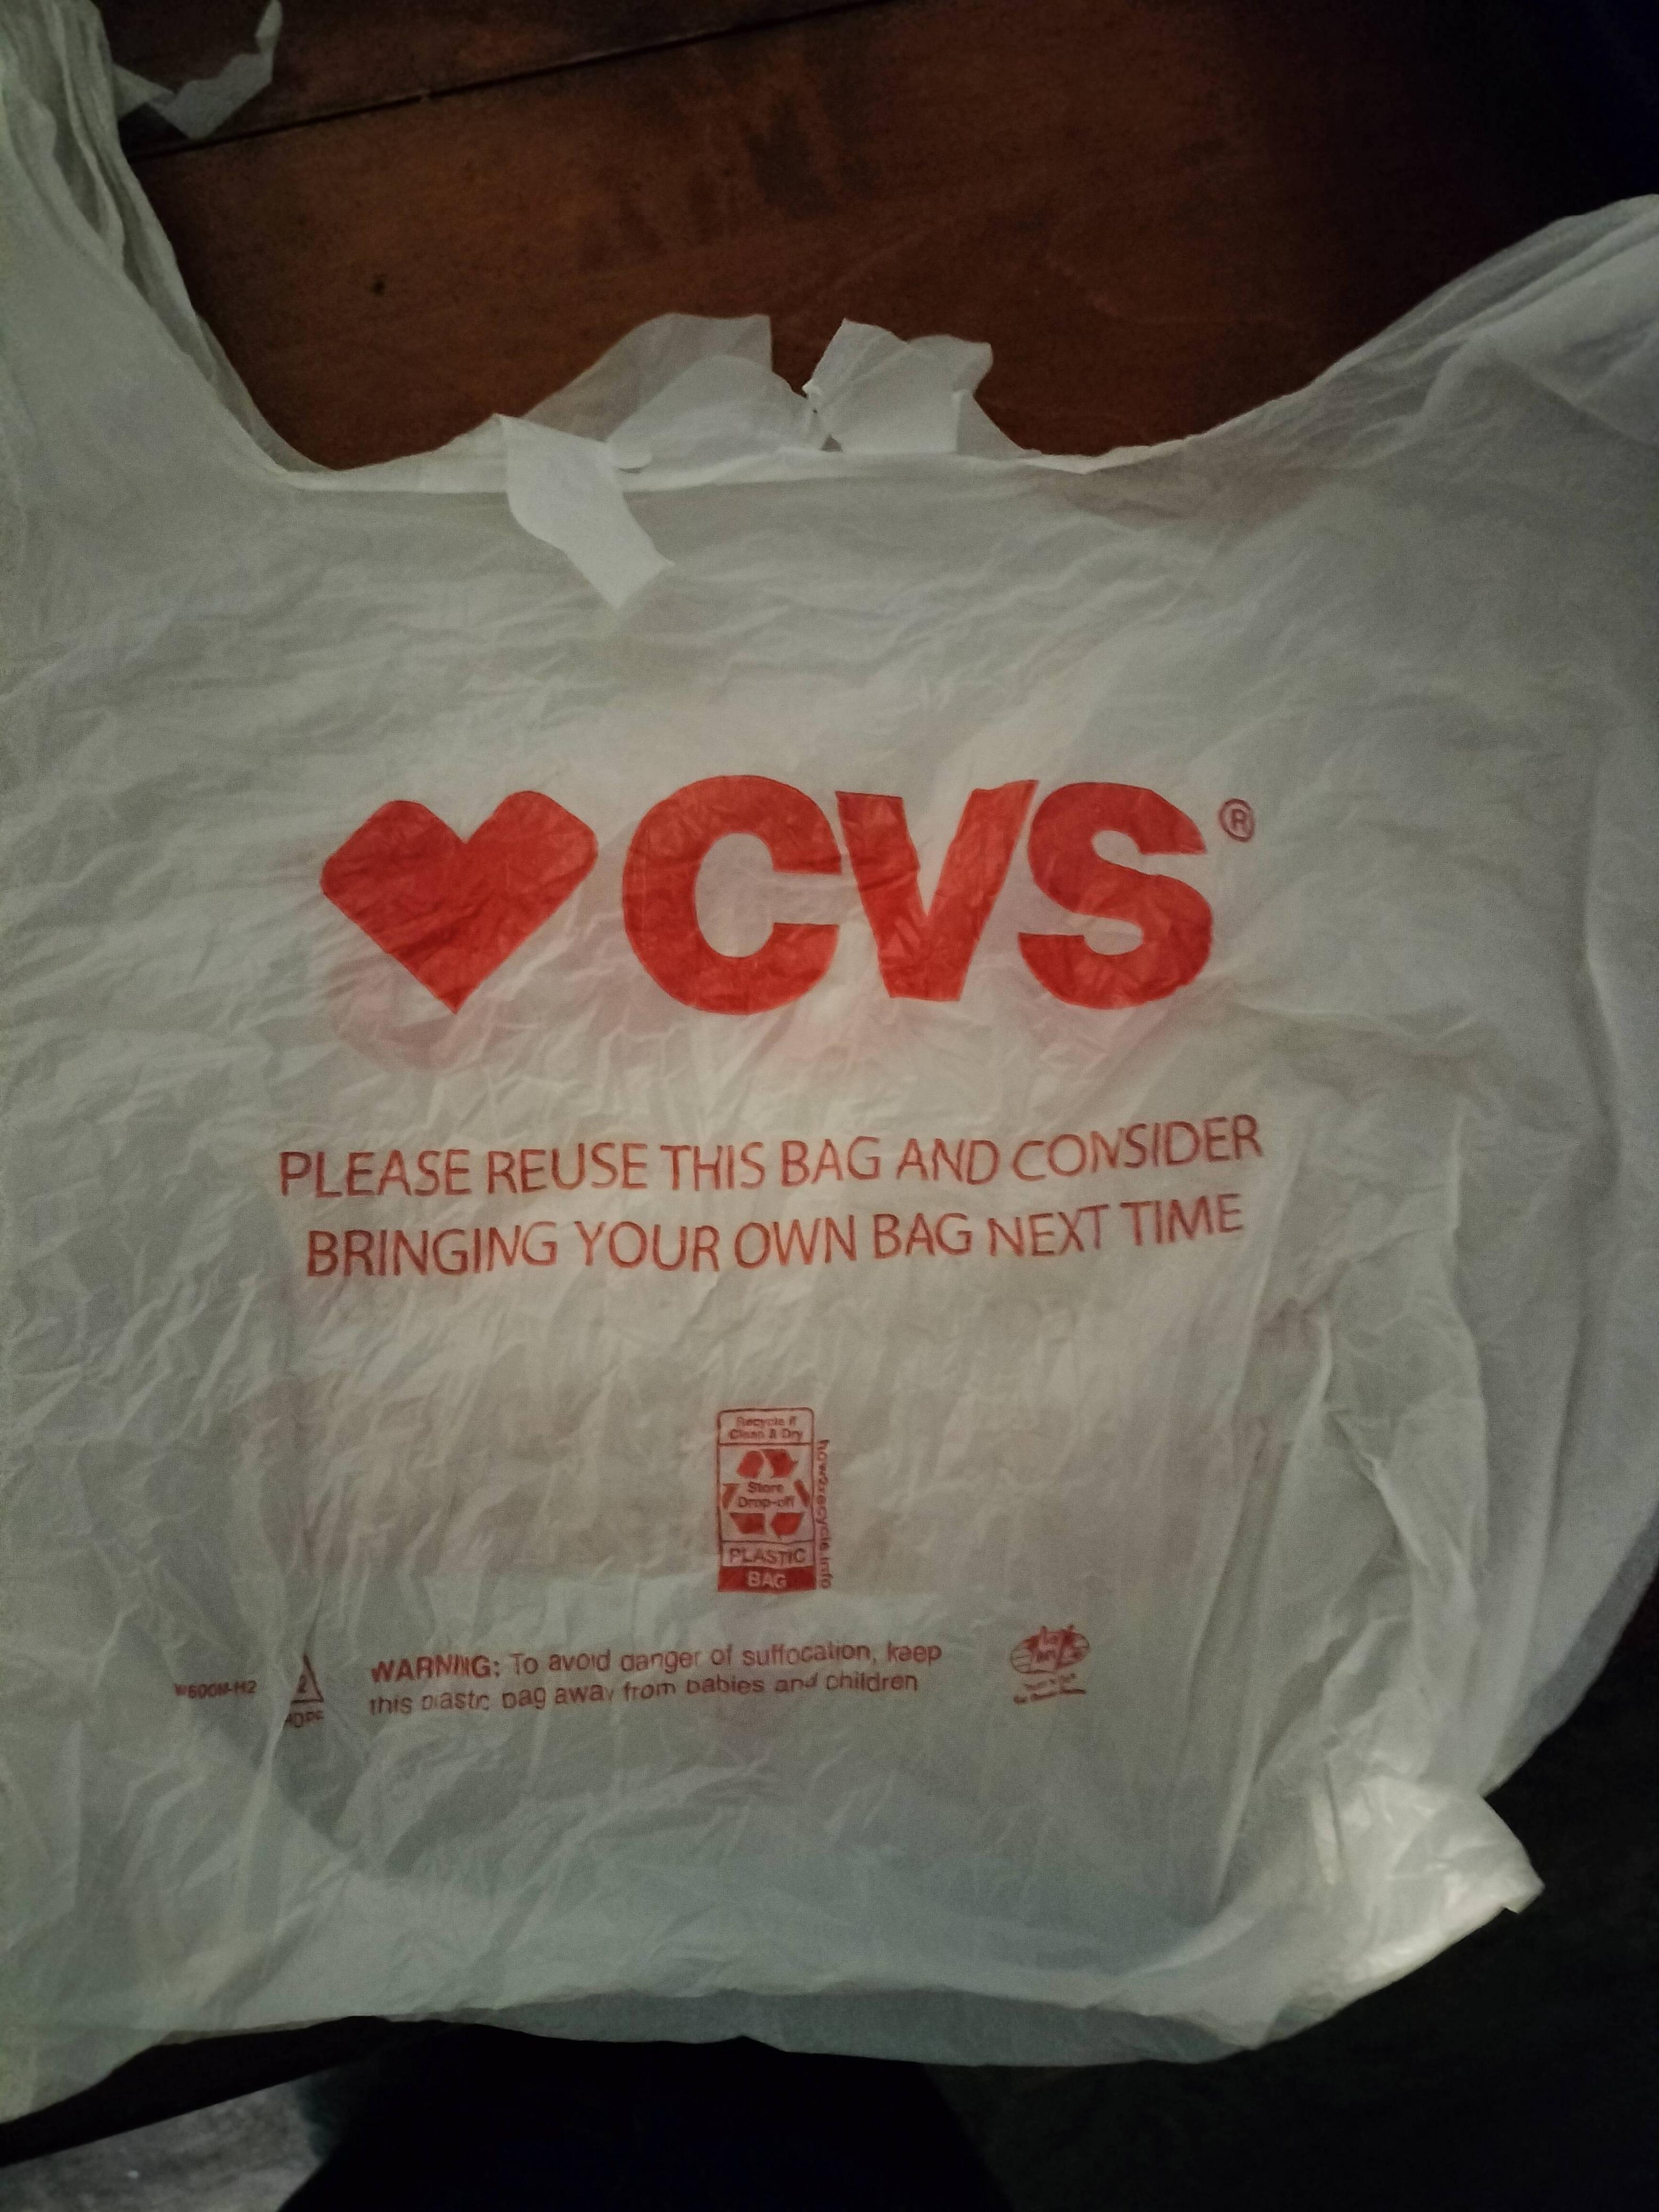 CVS®
PLEASE REUSE THIS BAG AND CONSIDER
BRINGING YOUR OWN BAG NEXT TIME
Recycle if
Clean & Dry
Store
Drop-off
PLASTIC
BAG
how2recycle.info
WARNING: To avoid danger of suffocation, keep
this plastic bag away from babies and children
2
HDPE